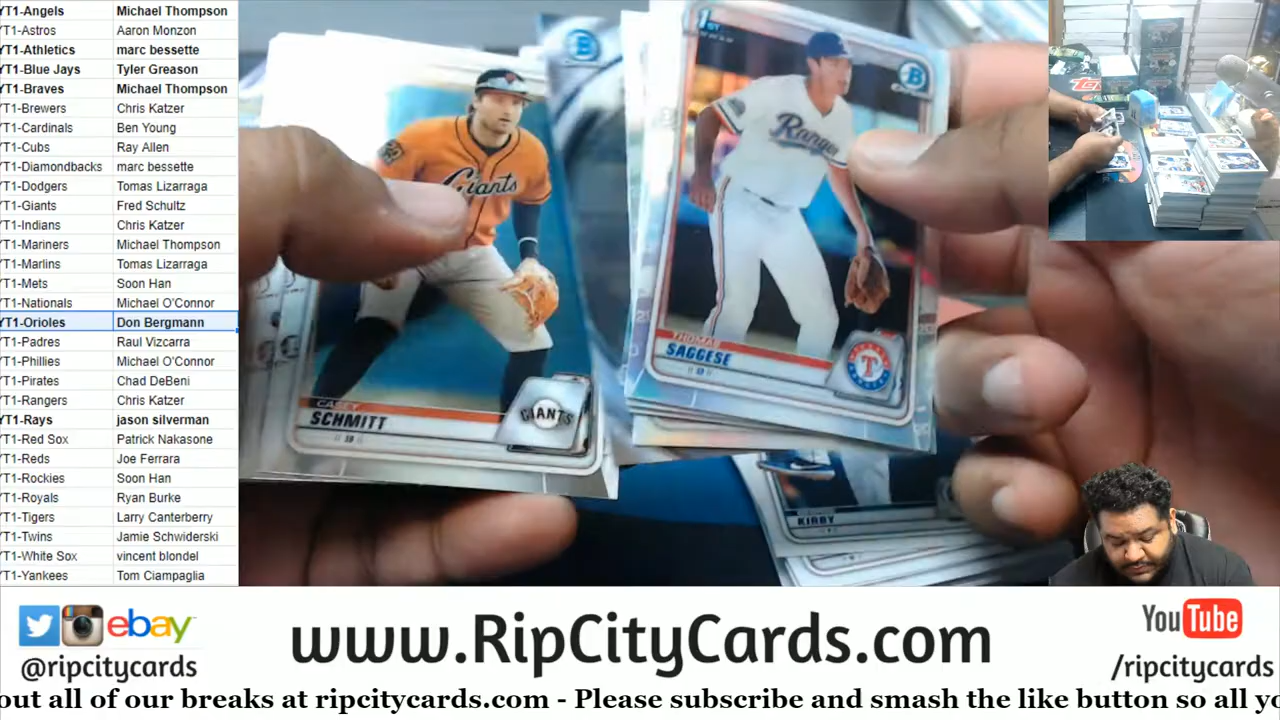 YT1-Angels Michael Thompson
YT1-Astros Aaron Monzon
YT1-Athletics marc bessette
YT1-Blue Jays Tyler Greason
YT1-Braves Michael Thompson
YT1-Brewers Chris Katzer
YT1-Cardinals Ben Young
YT1-Cubs Ray Allen
YT1-Diamondbacks marc bessette
YT1-Dodgers Tomas Lizarraga
YT1-Giants Fred Schultz
YT1-Indians Chris Katzer
YT1-Mariners Michael Thompson
YT1-Marlins Tomas Lizarraga
YT1-Mets Soon Han
YT1-Nationals Michael O'Connor
YT1-Orioles Don Bergmann
YT1-Padres Raul Vizcarra
YT1-Phillies Michael O'Connor
YT1-Pirates Chad DeBeni
YT1-Rangers Chris Katzer
YT1-Rays jason silverman
YT1-Red Sox Patrick Nakasone
YT1-Reds Joe Ferrara
YT1-Rockies Soon Han
YT1-Royals Ryan Burke
YT1-Tigers Larry Canterberry
YT1-Twins Jamie Schwiderski
YT1-White Sox vincent blondel
YT1-Yankees Tom Ciampaglia
Giants
CASEY
SCHMITT
GIANTS
B
1ST
B
Rangers
THOMAS
SAGGESE
T
KIRBY
ebay
@ripcitycards
www.RipCityCards.com
YouTube
/ripcitycards
out all of our breaks at ripcitycards.com - Please subscribe and smash the like button so all yo